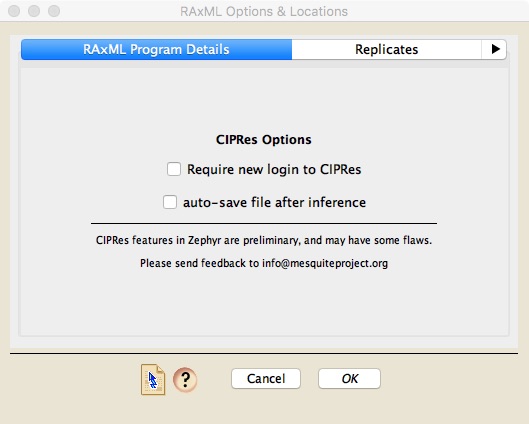 RAxML Options & Locations
RAxML Program Details
Replicates
CIPRes Options
Require new login to CIPRes
auto-save file after inference
CIPRes features in Zephyr are preliminary, and may have some flaws.
Please send feedback to info@mesquiteproject.org
?
Cancel
OK